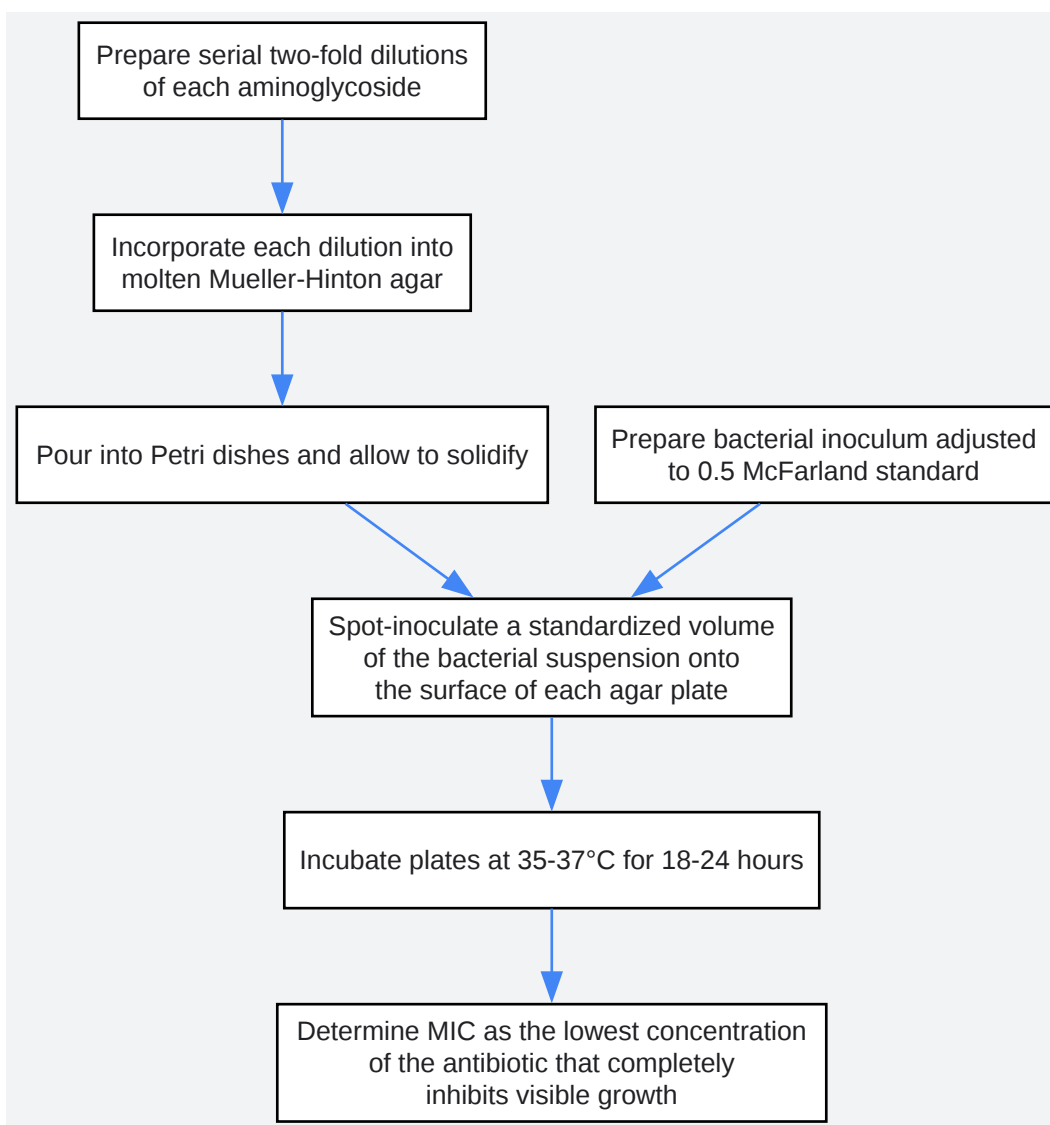 Prepare serial two-fold dilutions
of each aminoglycoside
Incorporate each dilution into
molten Mueller-Hinton agar
Pour into Petri dishes and allow to solidify
Prepare bacterial inoculum adjusted
to 0.5 McFarland standard
Spot-inoculate a standardized volume
of the bacterial suspension onto
the surface of each agar plate
Incubate plates at 35-37°C for 18-24 hours
Determine MIC as the lowest concentration
of the antibiotic that completely
inhibits visible growth